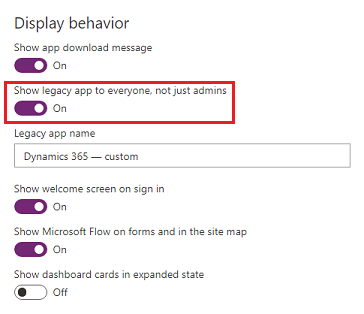 Display behavior
Show app download message
On
Show legacy app to everyone, not just admins
On
Legacy app name
Dynamics 365 — custom
Show welcome screen on sign in
On
Show Microsoft Flow on forms and in the site map
On
Show dashboard cards in expanded state
Off